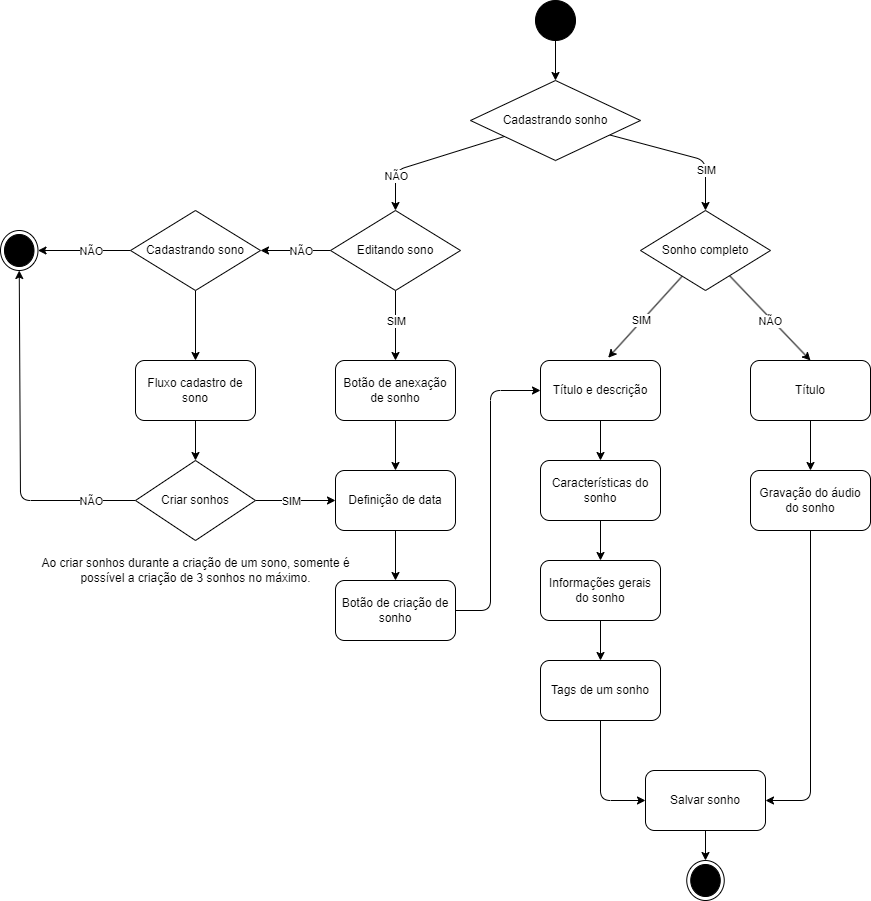 Cadastrando sonho
NÃO
SIM
Cadastrando sono
Editando sono
Sonho completo
NÃO
NÃO
SIM
SIM
NÃO
Fluxo cadastro de
sono
Botão de anexação
de sonho
Título e descrição
Título
Criar sonhos
NÃO
SIM
Definição de data
Características do
sonho
Gravação do áudio
do sonho
Ao criar sonhos durante a criação de um sono, somente é
possível a criação de 3 sonhos no máximo.
Botão de criação de
sonho
Informações gerais
do sonho
Tags de um sonho
Salvar sonho